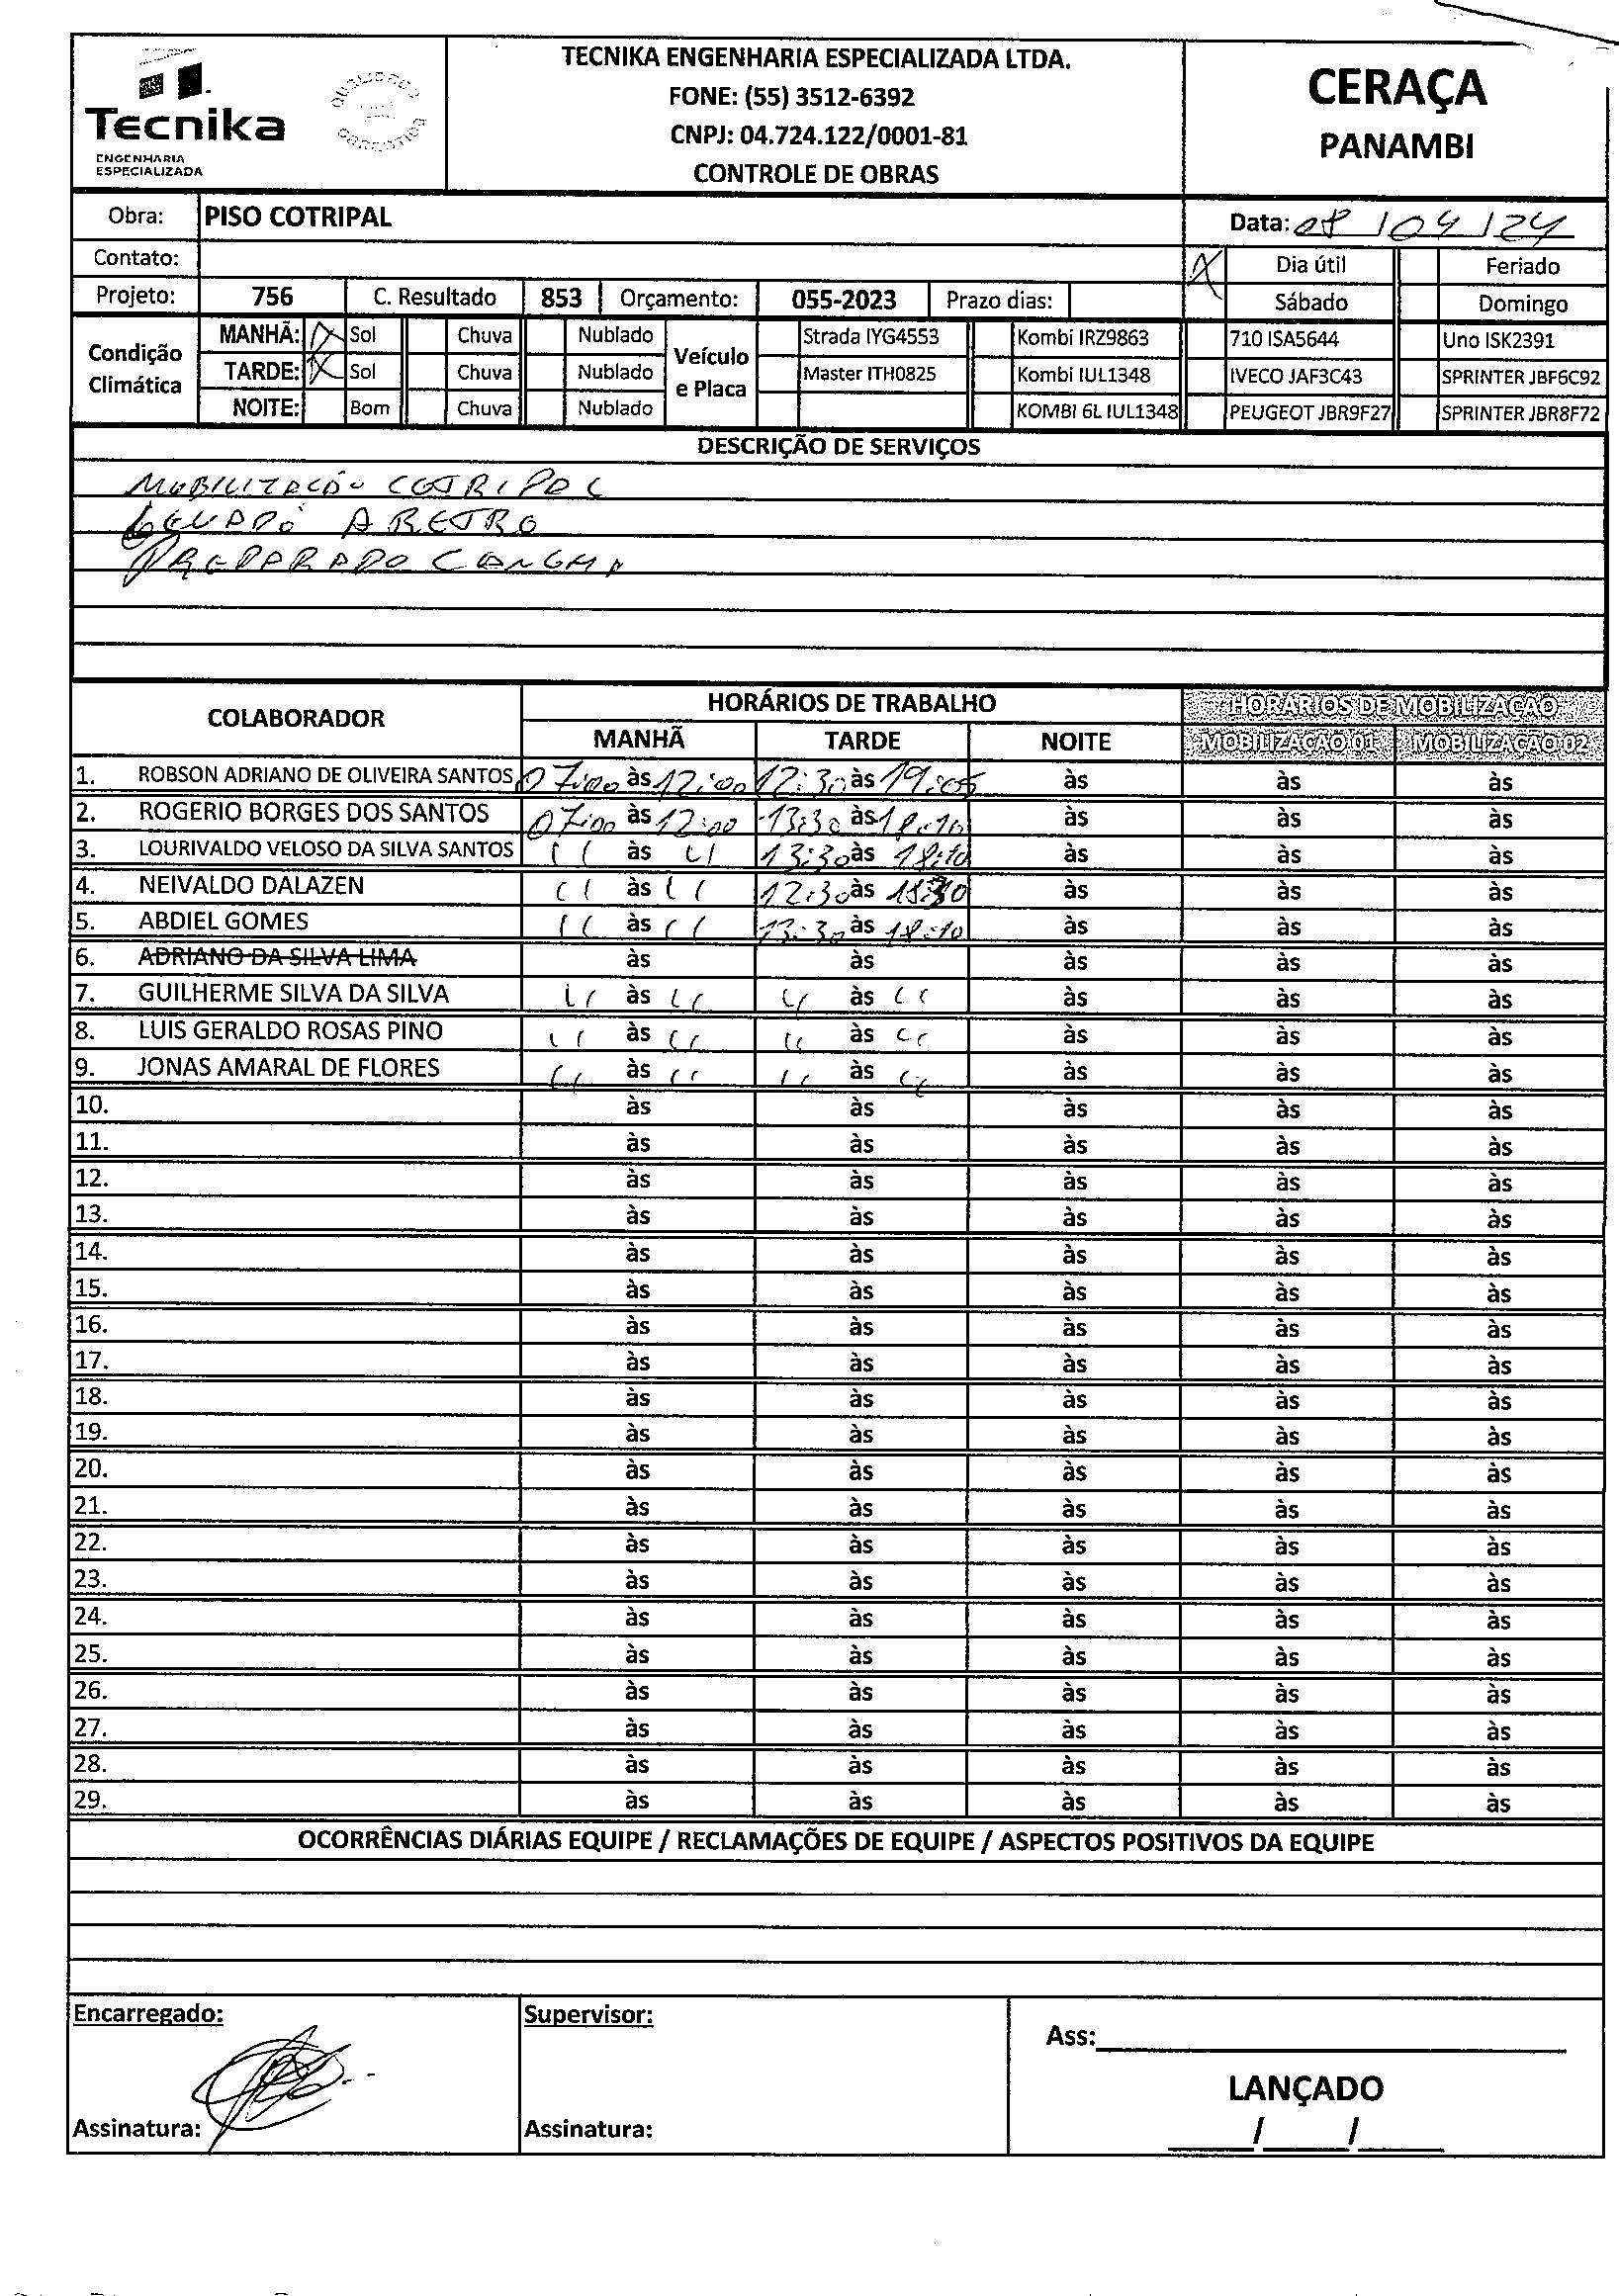 Tecnika
ENGENHARIA
ESPECIALIZADA
TECNIKA ENGENHARIA ESPECIALIZADA LTDA.
FONE: (55) 3512-6392
CNPJ: 04.724.122/0001-81
CONTROLE DE OBRAS
CERAÇA
PANAMBI
Obra: PISO COTRIPAL
Data: 08/04/24
Contato:
X Dia útil Feriado
Projeto: 756 C. Resultado 853 Orçamento: 055-2023 Prazo dias: Sábado Domingo
Condição Climática
MANHÃ: X Sol Chuva Nublado
TARDE: X Sol Chuva Nublado
NOITE: Bom Chuva Nublado
Veículo e Placa
Strada IYG4553 Kombi IRZ9863 710 ISA5644 Uno ISK2391
Master ITH0825 Kombi IUL1348 IVECO JAF3C43 SPRINTER JBF6C92
KOMBI 6L IUL1348 PEUGEOT JBR9F27 SPRINTER JBR8F72
DESCRIÇÃO DE SERVIÇOS
MOBILIZAÇÃO COTRIPAL
A RETRO
PREPARADO CANCHA
COLABORADOR HORÁRIOS DE TRABALHO HORÁRIOS DE MOBILIZAÇÃO
MANHÃ TARDE NOITE MOBILIZAÇÃO 01 MOBILIZAÇÃO 02
1. ROBSON ADRIANO DE OLIVEIRA SANTOS 07:00 às 12:00 12:30 às 19:05 às às às
2. ROGERIO BORGES DOS SANTOS 07:00 às 12:00 13:30 às 18:10 às às às
3. LOURIVALDO VELOSO DA SILVA SANTOS " às " 13:30 às 18:10 às às às
4. NEIVALDO DALAZEN " às " 12:30 às às às às
5. ABDIEL GOMES " às " 13:30 às 18:10 às às às
6. ADRIANO DA SILVA LIMA às às às às às
7. GUILHERME SILVA DA SILVA " às " " às " às às às
8. LUIS GERALDO ROSAS PINO " às " " às " às às às
9. JONAS AMARAL DE FLORES " às " " às " às às às
10. às às às às às
11. às às às às às
12. às às às às às
13. às às às às às
14. às às às às às
15. às às às às às
16. às às às às às
17. às às às às às
18. às às às às às
19. às às às às às
20. às às às às às
21. às às às às às
22. às às às às às
23. às às às às às
24. às às às às às
25. às às às às às
26. às às às às às
27. às às às às às
28. às às às às às
29. às às às às às
OCORRÊNCIAS DIÁRIAS EQUIPE / RECLAMAÇÕES DE EQUIPE / ASPECTOS POSITIVOS DA EQUIPE
Encarregado: Supervisor:
Ass:
LANÇADO
Assinatura: Assinatura: / /